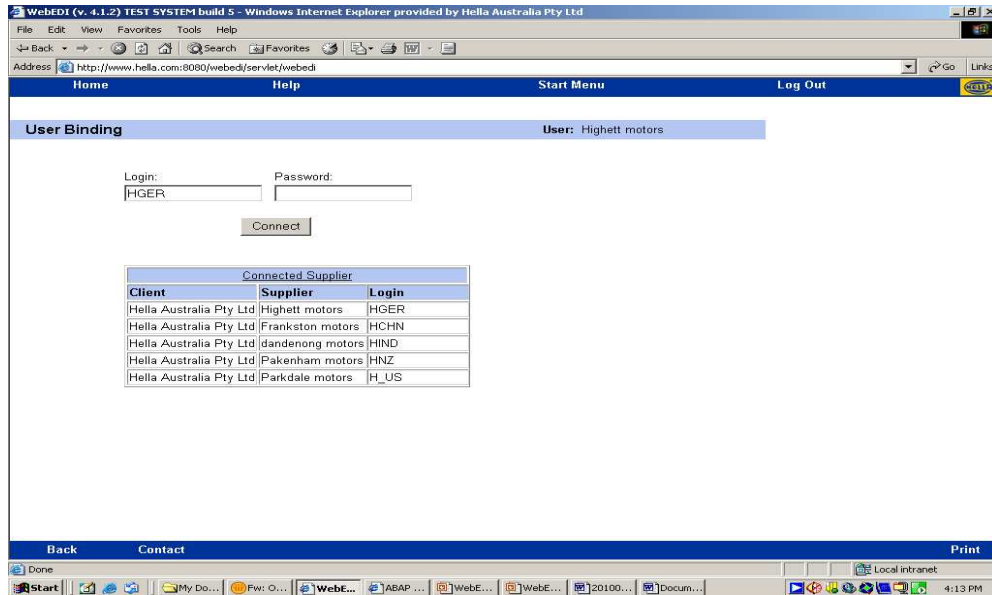 WebEDI (v. 4.1.2) TEST SYSTEM build 5 - Windows Internet Explorer provided by Hella Australia Pty Ltd
File Edit View Favorites Tools Help
Back Search Favorites
Address http://www.hella.com:8080/webedi/servlet/webedi Go Links
Home Help Start Menu Log Out HELLA
User Binding User: Highett motors
Login: Password:
HGER
Connect
Connected Supplier
Client Supplier Login
Hella Australia Pty Ltd Highett motors HGER
Hella Australia Pty Ltd Frankston motors HCHN
Hella Australia Pty Ltd dandenong motors HIND
Hella Australia Pty Ltd Pakenham motors HNZ
Hella Australia Pty Ltd Parkdale motors H_US
Back Contact Print
Done Local intranet
Start My Do... Fw: O... WebE... ABAP ... WebE... WebE... 20100... Docum... 4:13 PM